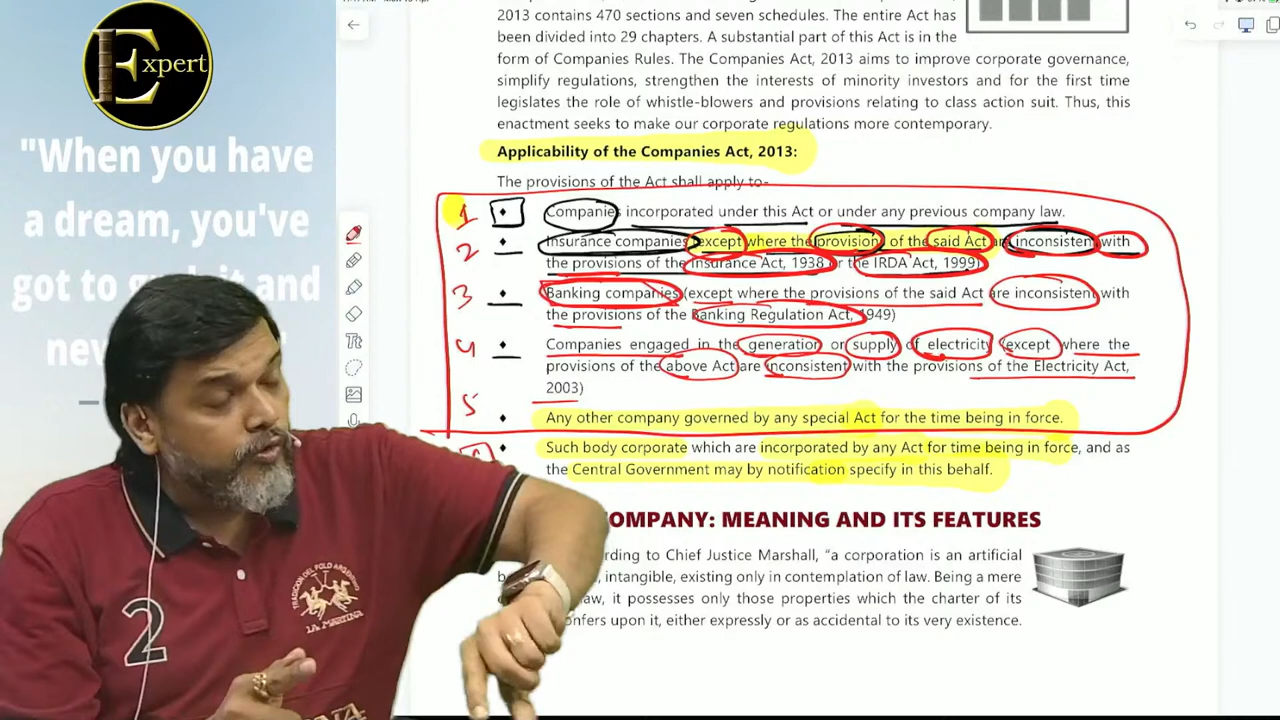 Expert
"When you have
a dream, you've
got to and
2013 contains 470 sections and seven schedules. The entire Act has
been divided into 29 chapters. A substantial part of this Act is in the
form of Companies Rules. The Companies Act, 2013 aims to improve corporate governance,
simplify regulations, strengthen the interests of minority investors and for the first time
legislates the role of whistle-blowers and provisions relating to class action suit. Thus, this
enactment seeks to make our corporate regulations more contemporary.
Applicability of the Companies Act, 2013:
The provisions of the Act shall apply to-
1 ♦ Companies incorporated under this Act or under any previous company law.
2 ♦ Insurance companies (except where the provision of the said Act are inconsistent with
the provisions of the Insurance Act, 1938 or the IRDA Act, 1999)
3 ♦ Banking companies (except where the provisions of the said Act are inconsistent with
the provisions of the Banking Regulation Act, 1949)
4 ♦ Companies engaged in the generation or supply of electricity (except where the
provisions of the above Act are inconsistent with the provisions of the Electricity Act,
2003)
5 ♦ Any other company governed by any special Act for the time being in force.
♦ Such body corporate which are incorporated by any Act for time being in force, and as
the Central Government may by notification specify in this behalf.
COMPANY: MEANING AND ITS FEATURES
to Chief Justice Marshall, "a corporation is an artificial
intangible, existing only in contemplation of law. Being a mere
it possesses only those properties which the charter of its
upon it, either expressly or as accidental to its very existence.
TRADICION DEL POLO ARGENTINO
LA MARTINA
2